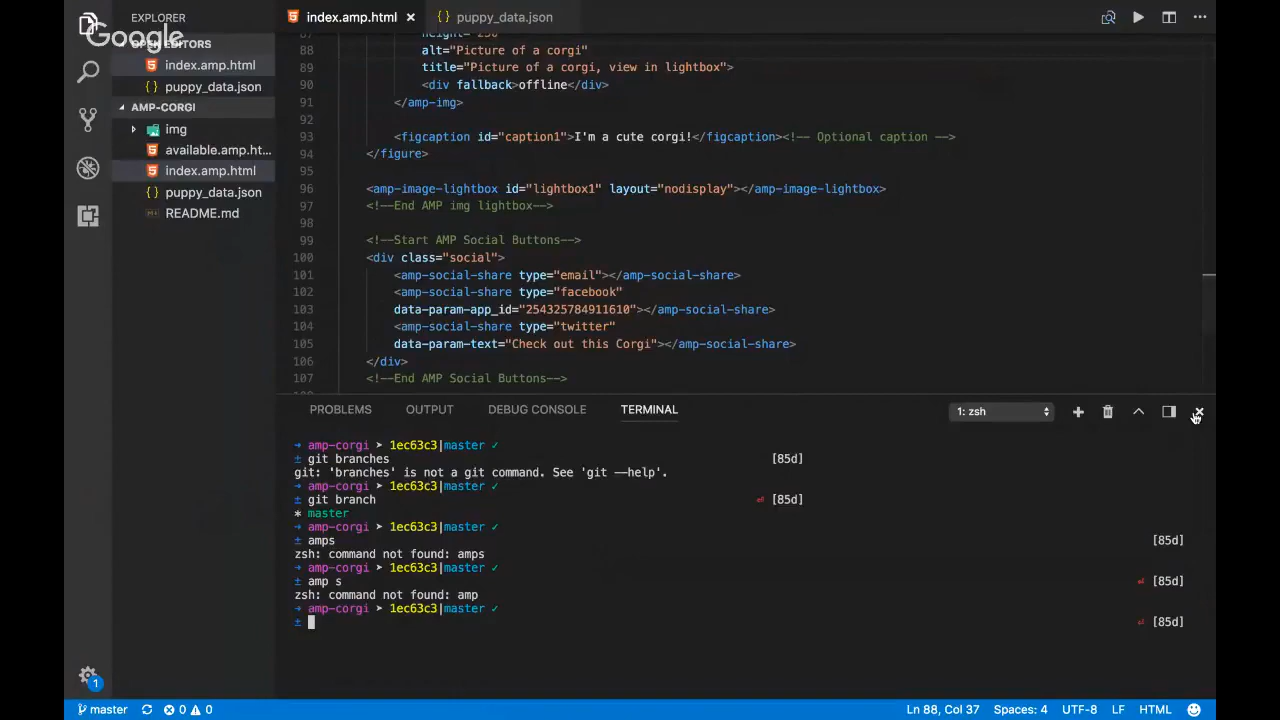 EXPLORER
Google
OPEN EDITORS
index.amp.html
puppy_data.json
AMP-CORGI
img
available.amp.ht...
index.amp.html
puppy_data.json
README.md
1
index.amp.html
puppy_data.json
88 alt="Picture of a corgi"
89 title="Picture of a corgi, view in lightbox">
90 <div fallback>offline</div>
91 </amp-img>
92
93 <figcaption id="caption1">I'm a cute corgi!</figcaption><!-- Optional caption -->
94 </figure>
95
96 <amp-image-lightbox id="lightbox1" layout="nodisplay"></amp-image-lightbox>
97 <!--End AMP img lightbox-->
98
99 <!--Start AMP Social Buttons-->
100 <div class="social">
101 <amp-social-share type="email"></amp-social-share>
102 <amp-social-share type="facebook"
103 data-param-app_id="254325784911610"></amp-social-share>
104 <amp-social-share type="twitter"
105 data-param-text="Check out this Corgi"></amp-social-share>
106 </div>
107 <!--End AMP Social Buttons-->
PROBLEMS OUTPUT DEBUG CONSOLE TERMINAL 1: zsh
➜ amp-corgi ➤ 1ec63c3|master ✓
± git branches [85d]
git: 'branches' is not a git command. See 'git --help'.
➜ amp-corgi ➤ 1ec63c3|master ✓
± git branch ⏎ [85d]
* master
➜ amp-corgi ➤ 1ec63c3|master ✓
± amps [85d]
zsh: command not found: amps
➜ amp-corgi ➤ 1ec63c3|master ✓
± amp s ⏎ [85d]
zsh: command not found: amp
➜ amp-corgi ➤ 1ec63c3|master ✓
± ⏎ [85d]
master 0 0 Ln 88, Col 37 Spaces: 4 UTF-8 LF HTML